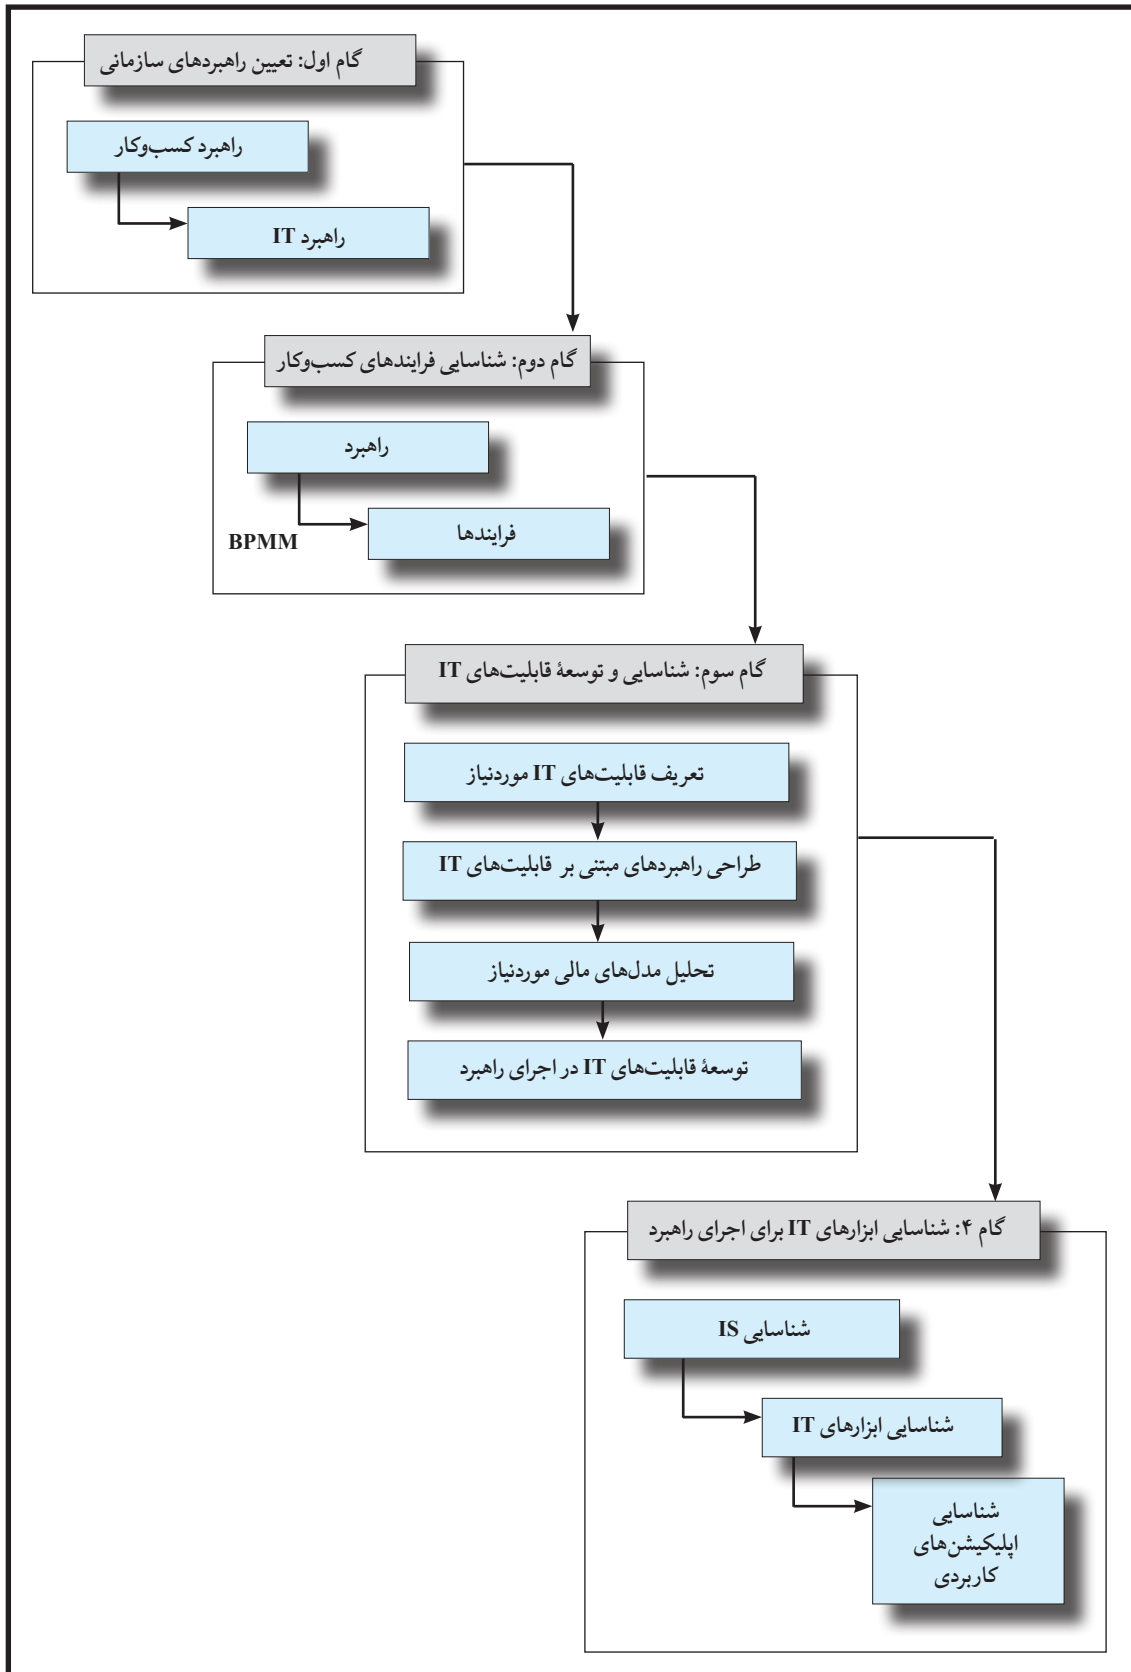 گام اول: تعیین راهبردهای سازمانی
راهبرد کسب‌وکار
راهبرد IT
گام دوم: شناسایی فرایندهای کسب‌وکار
راهبرد
فرایندها
BPMM
گام سوم: شناسایی و توسعۀ قابلیت‌های IT
تعریف قابلیت‌های IT موردنیاز
طراحی راهبردهای مبتنی بر قابلیت‌های IT
تحلیل مدل‌های مالی موردنیاز
توسعۀ قابلیت‌های IT در اجرای راهبرد
گام ۴: شناسایی ابزارهای IT برای اجرای راهبرد
شناسایی IS
شناسایی ابزارهای IT
شناسایی
اپلیکیشن‌های
کاربردی